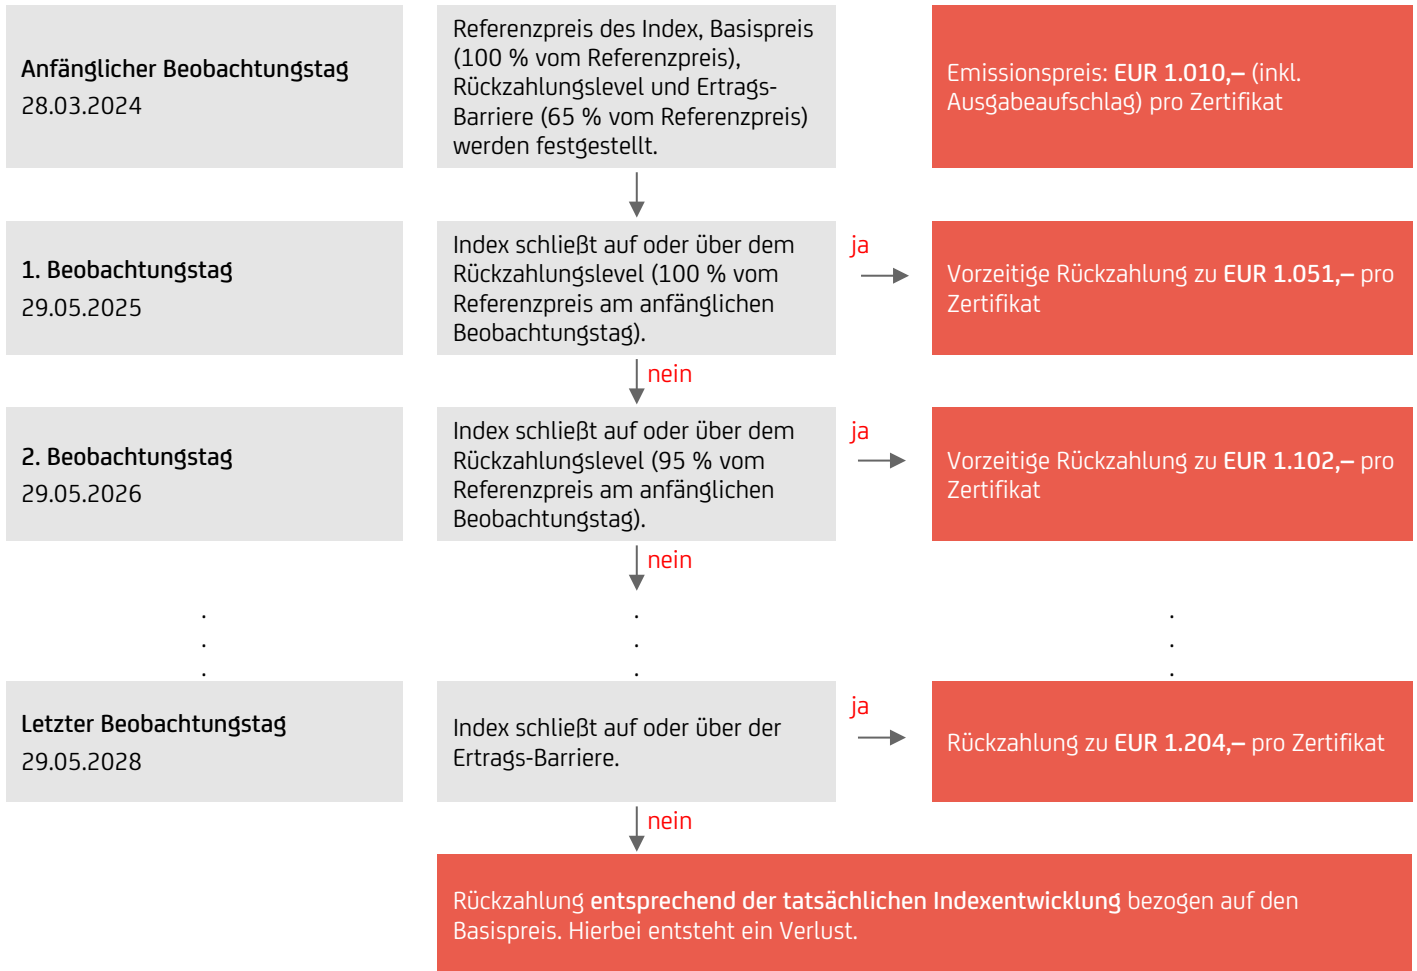 Anfänglicher Beobachtungstag
28.03.2024
Referenzpreis des Index, Basispreis
(100 % vom Referenzpreis),
Rückzahlungslevel und Ertrags-
Barriere (65 % vom Referenzpreis)
werden festgestellt.
Emissionspreis: EUR 1.010,– (inkl.
Ausgabeaufschlag) pro Zertifikat
1. Beobachtungstag
29.05.2025
Index schließt auf oder über dem
Rückzahlungslevel (100 % vom
Referenzpreis am anfänglichen
Beobachtungstag).
ja
Vorzeitige Rückzahlung zu EUR 1.051,– pro
Zertifikat
nein
2. Beobachtungstag
29.05.2026
Index schließt auf oder über dem
Rückzahlungslevel (95 % vom
Referenzpreis am anfänglichen
Beobachtungstag).
ja
Vorzeitige Rückzahlung zu EUR 1.102,– pro
Zertifikat
nein
. . .
. . .
. . .
Letzter Beobachtungstag
29.05.2028
Index schließt auf oder über der
Ertrags-Barriere.
ja
Rückzahlung zu EUR 1.204,– pro Zertifikat
nein
Rückzahlung entsprechend der tatsächlichen Indexentwicklung bezogen auf den
Basispreis. Hierbei entsteht ein Verlust.